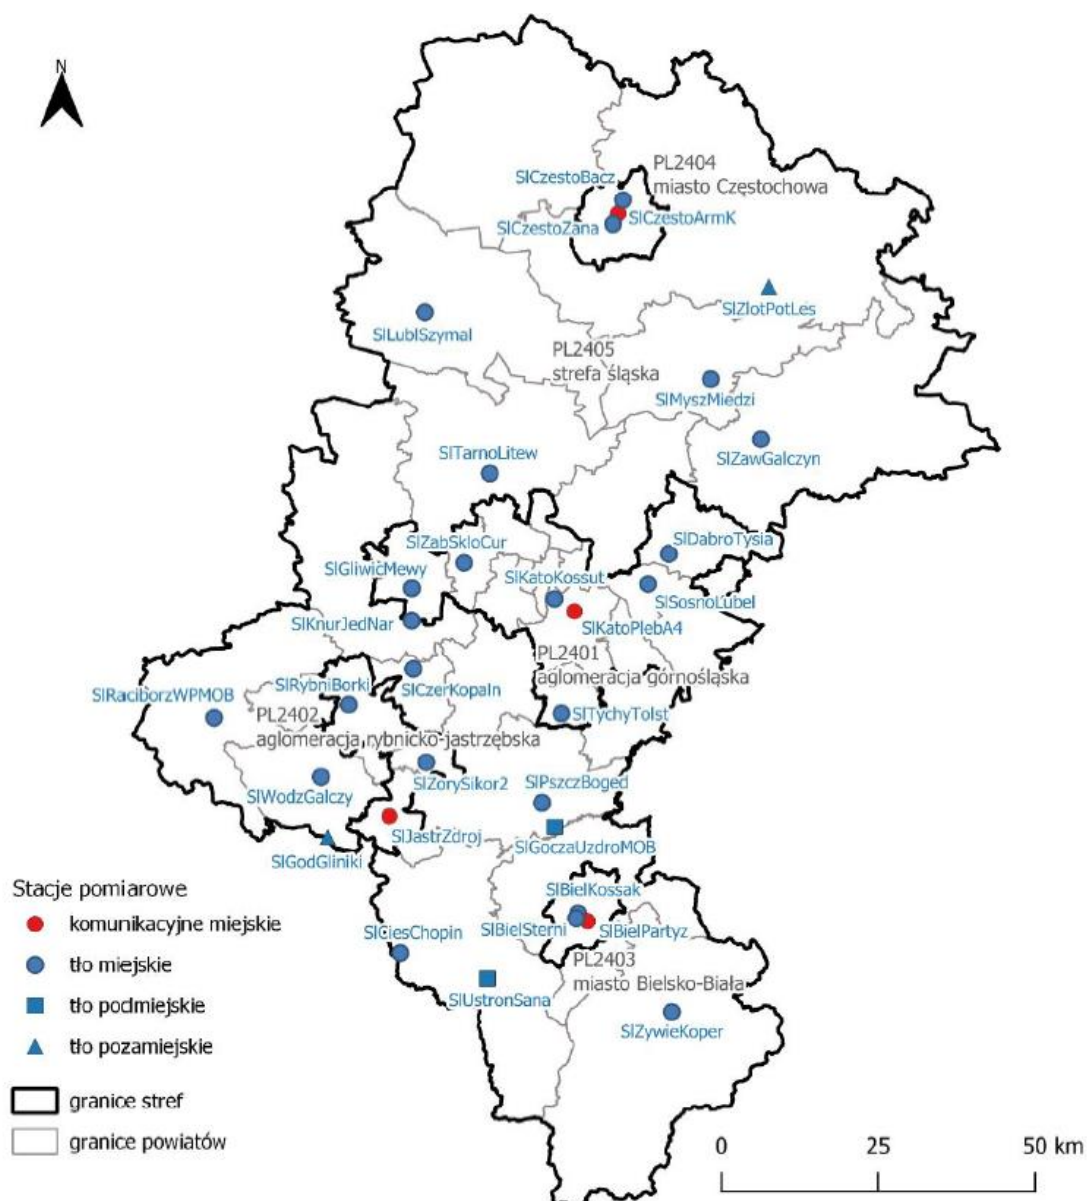 N
PL2404
miasto Częstochowa
SlCzestoBacz
SlCzestoArmK
SlCzestoZana
SlZlotPotLes
SlLublSzymal
PL2405
strefa śląska
SlMyszMiedzi
SlTarnoLitew
SlZawGalczyn
SlDabroTysia
SlZabSkloCur
SlGliwicMewy
SlKatoKossut
SlSosnoLubel
SlKnurJedNar
SlKatoPlebA4
PL2401
aglomeracja górnośląska
SlRybniBorki
SlCzerKopaln
SlRaciborzWPMOB
PL2402
SlTychyTolst
aglomeracja rybnicko-jastrzębska
SlZorySikor2
SlPszczBoged
SlWodzGalczy
SlJastrZdroj
SlGoczaUzdroMOB
SlGodGliniki
Stacje pomiarowe
komunikacyjne miejskie
tło miejskie
tło podmiejskie
tło pozamiejskie
granice stref
granice powiatów
SlBielKossak
SlCiesChopin
SlBielSterni
SlBielPartyz
PL2403
miasto Bielsko-Biała
SlUstronSana
SlZywieKoper
0 25 50 km